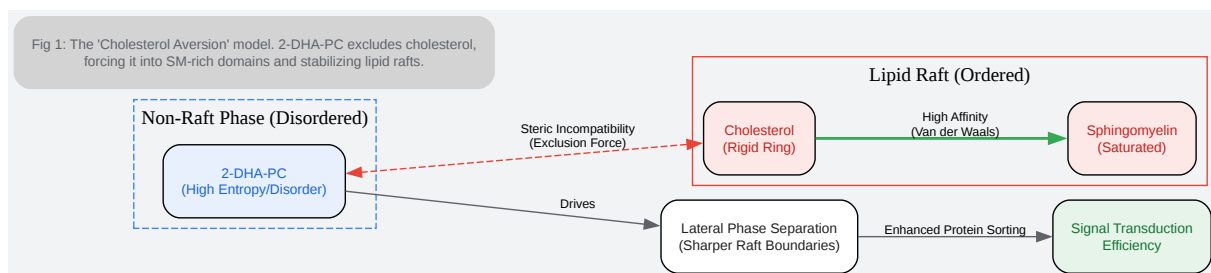 Fig 1: The 'Cholesterol Aversion' model. 2-DHA-PC excludes cholesterol,
forcing it into SM-rich domains and stabilizing lipid rafts.
Non-Raft Phase (Disordered)
2-DHA-PC
(High Entropy/Disorder)
Steric Incompatibility
(Exclusion Force)
Lipid Raft (Ordered)
Cholesterol
(Rigid Ring)
High Affinity
(Van der Waals)
Sphingomyelin
(Saturated)
Drives
Lateral Phase Separation
(Sharper Raft Boundaries)
Enhanced Protein Sorting
Signal Transduction
Efficiency